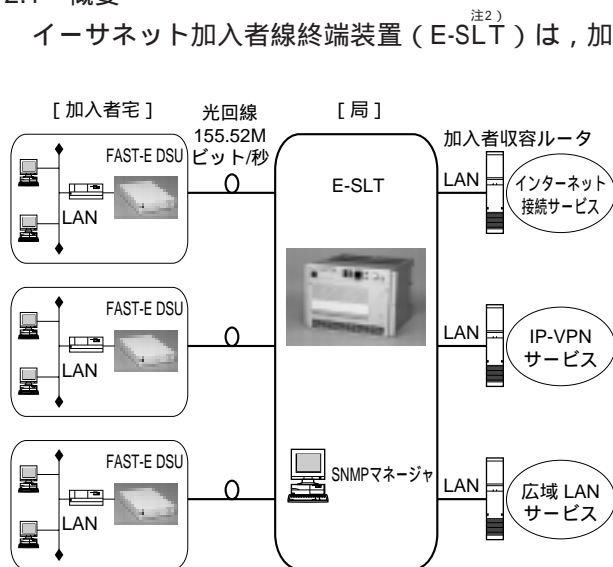 2.1 概要
注2）
イーサネット加入者線終端装置（E-SLT）は，加
[ 加入者宅 ]
光回線
155.52M
ビット/秒
[ 局 ]
加入者収容ルータ
FAST-E DSU
LAN
E-SLT
LAN
インターネット
接続サービス
FAST-E DSU
LAN
LAN
IP-VPN
サービス
FAST-E DSU
LAN
SNMPマネージャ
LAN
広域 LAN
サービス